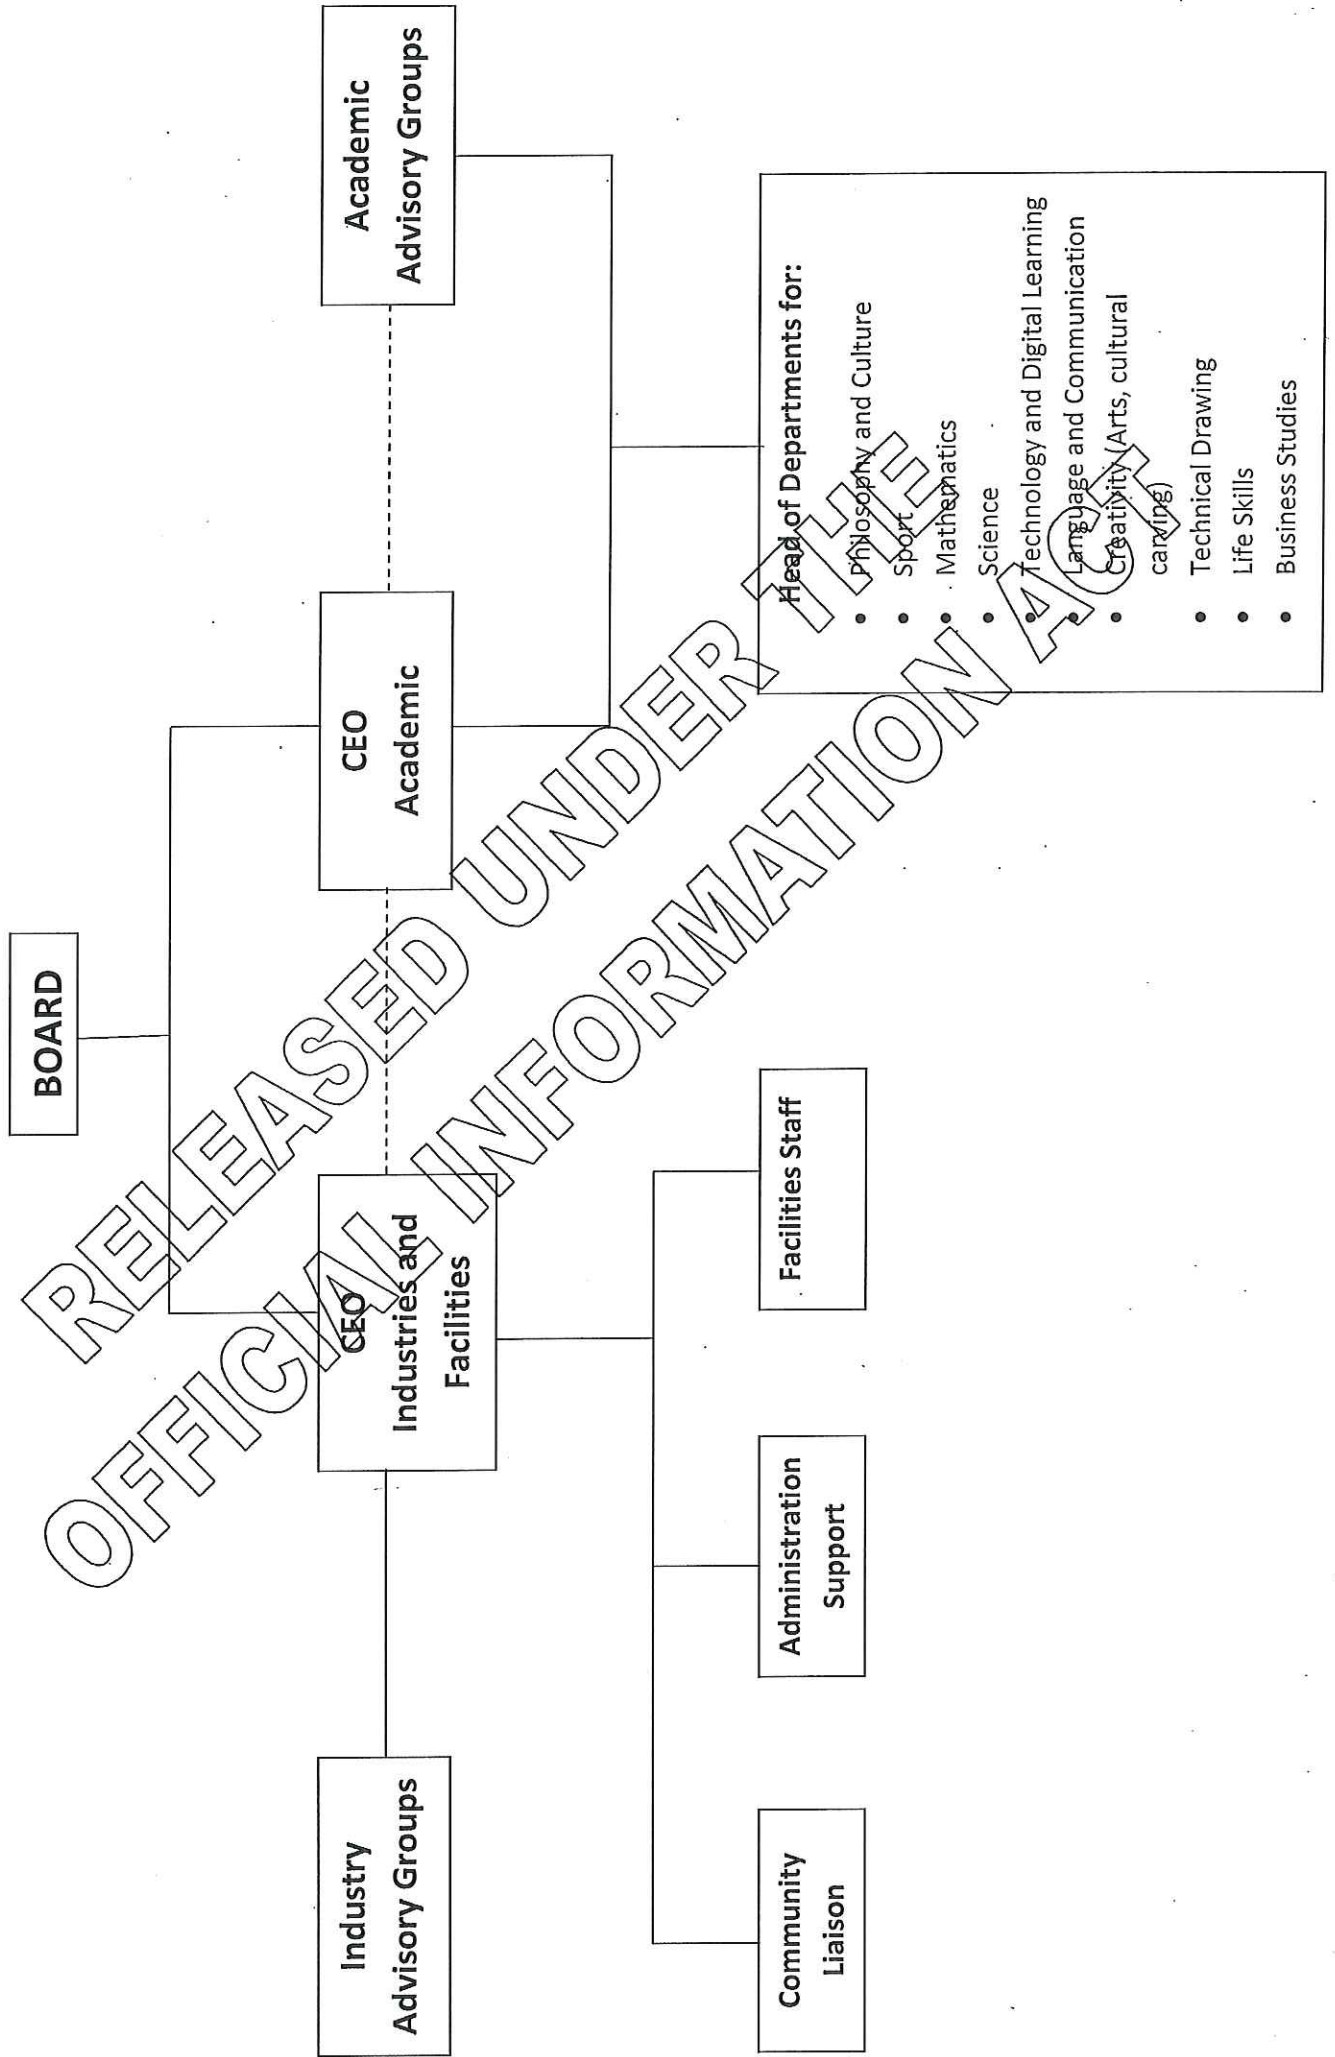 BOARD
Industry
Advisory Groups
CEO
Industries and
Facilities
CEO
Academic
Academic
Advisory Groups
Community
Liaison
Administration
Support
Facilities Staff
Head of Departments for:
• Philosophy and Culture
• Sport
• Mathematics
• Science
• Technology and Digital Learning
• Language and Communication
• Creativity (Arts, cultural
carving)
• Technical Drawing
• Life Skills
• Business Studies
RELEASED UNDER THE
OFFICIAL INFORMATION ACT